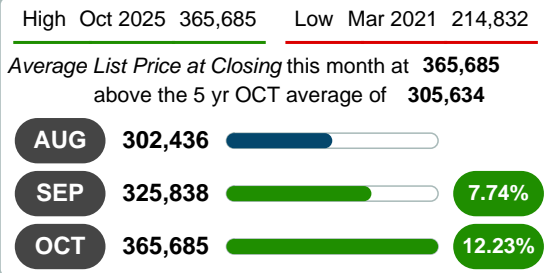 High Oct 2025 365,685 Low Mar 2021 214,832
Average List Price at Closing this month at 365,685
above the 5 yr OCT average of 305,634
AUG 302,436
SEP 325,838 7.74%
OCT 365,685 12.23%